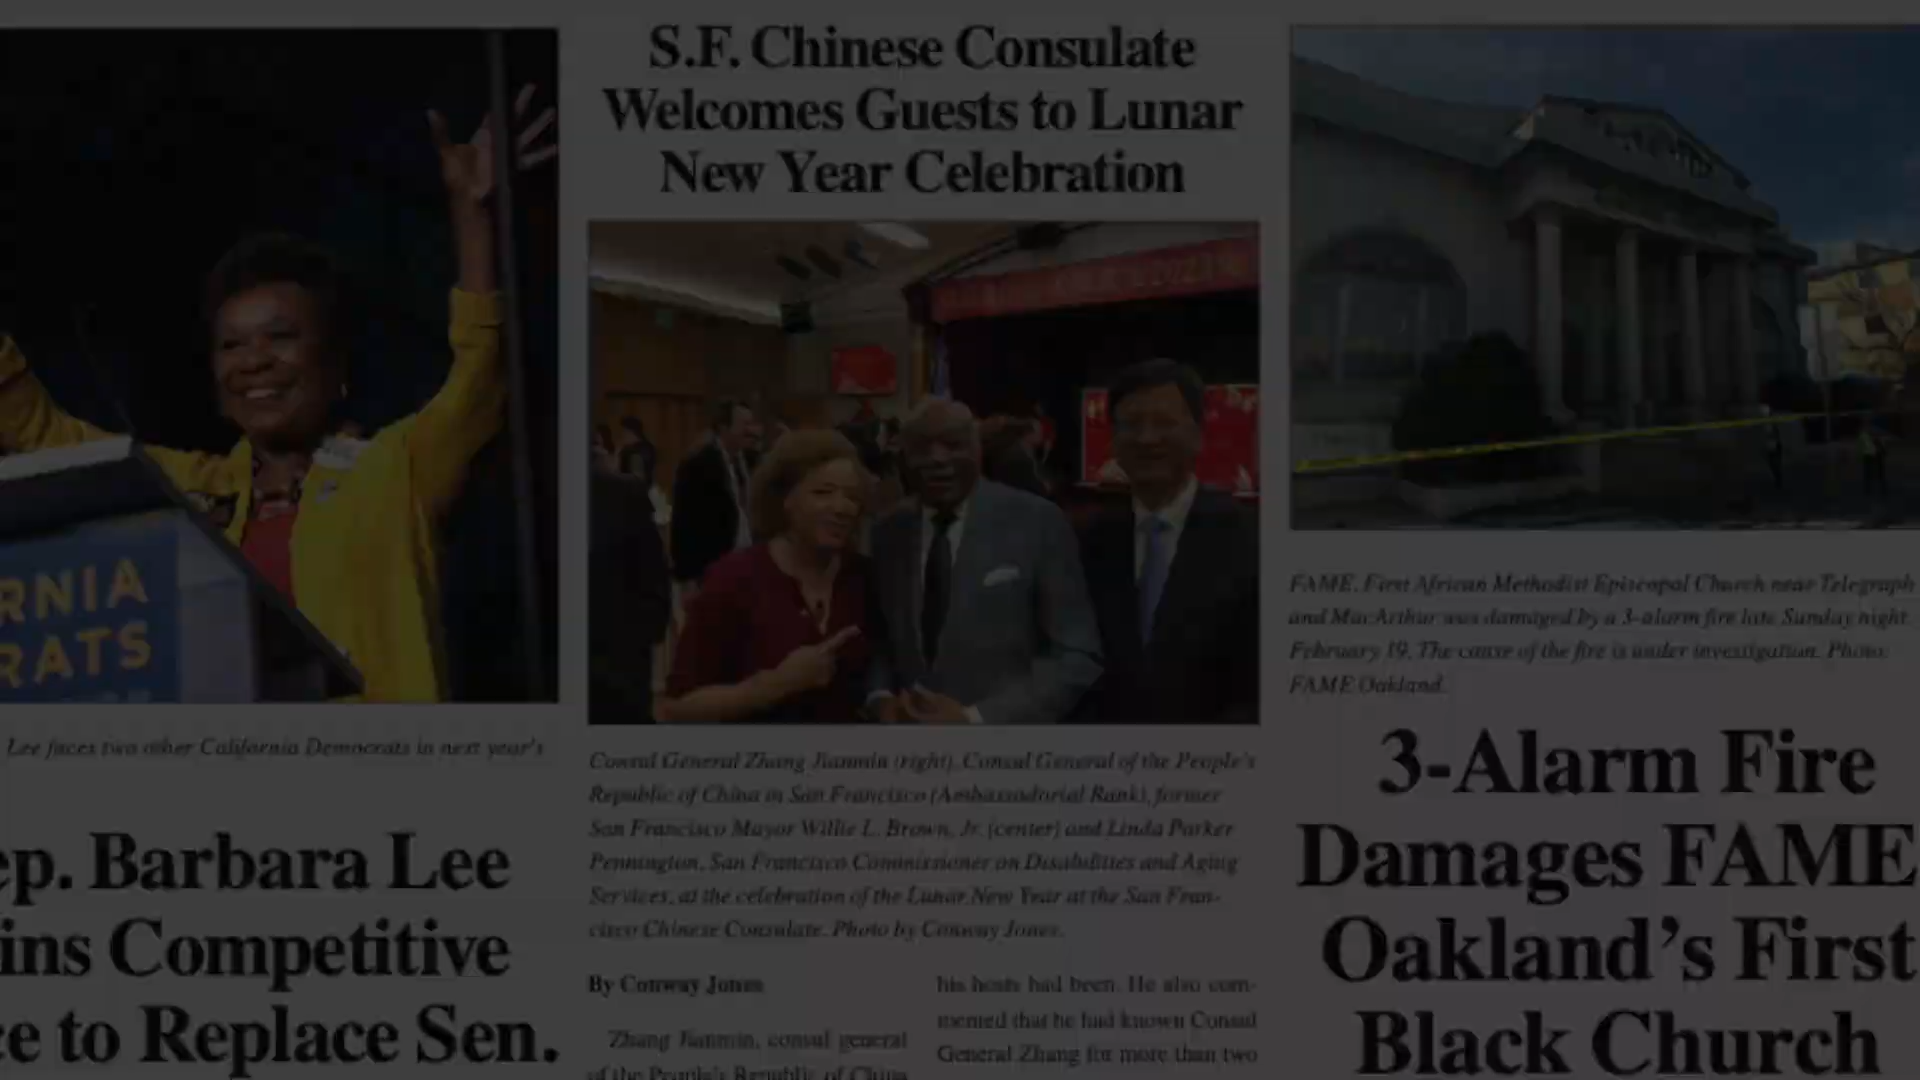 RNIA
RATS
Lee faces two other California Democrats in next year's
ep. Barbara Lee
ins Competitive
ce to Replace Sen.
S.F. Chinese Consulate
Welcomes Guests to Lunar
New Year Celebration
Consul General Zhang Jianmin (right), Consul General of the People's
Republic of China in San Francisco (Ambassadorial Rank), former
San Francisco Mayor Willie L. Brown, Jr. (center) and Linda Parker
Pennington, San Francisco Commissioner on Disabilities and Aging
Services, at the celebration of the Lunar New Year at the San Fran-
cisco Chinese Consulate. Photo by Conway Jones.
By Conway Jones
Zhang Jianmin, consul general
of the People's Republic of China
his hosts had been. He also com-
mented that he had known Consul
General Zhang for more than two
FAME, First African Methodist Episcopal Church near Telegraph
and MacArthur was damaged by a 3-alarm fire late Sunday night
February 19. The cause of the fire is under investigation. Photo:
FAME Oakland.
3-Alarm Fire
Damages FAME
Oakland's First
Black Church